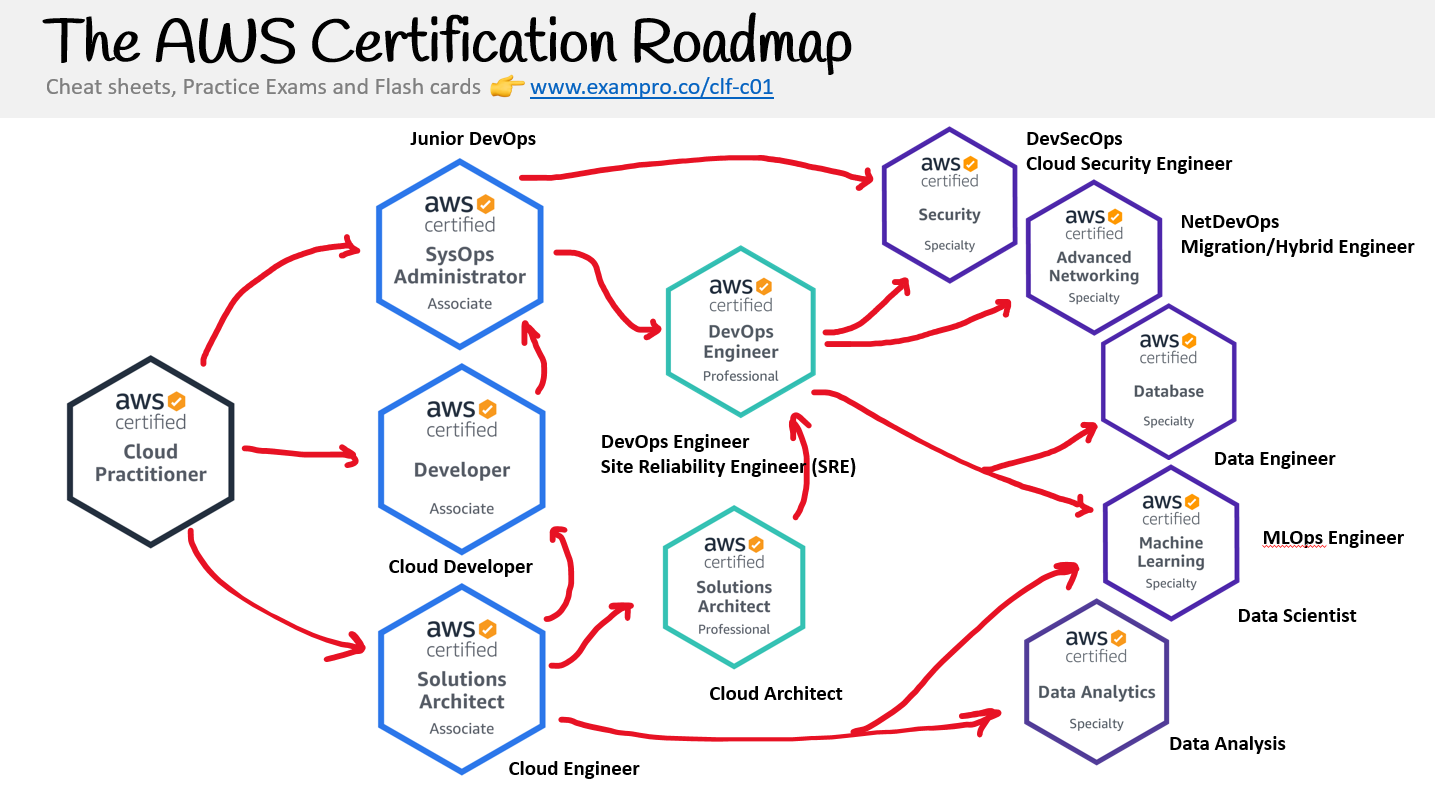 The AWS Certification Roadmap
Cheat sheets, Practice Exams and Flash cards 👉 www.exampro.co/clf-c01
Junior DevOps
aws
certified
SysOps
Administrator
Associate
aws
certified
Security
Specialty
DevSecOps
Cloud Security Engineer
aws
certified
Advanced
Networking
Specialty
NetDevOps
Migration/Hybrid Engineer
aws
certified
DevOps
Engineer
Professional
DevOps Engineer
Site Reliability Engineer (SRE)
aws
certified
Database
Specialty
Data Engineer
aws
certified
Cloud
Practitioner
aws
certified
Developer
Associate
Cloud Developer
aws
certified
Machine
Learning
Specialty
MLOps Engineer
Data Scientist
aws
certified
Solutions
Architect
Professional
Cloud Architect
aws
certified
Solutions
Architect
Associate
Cloud Engineer
aws
certified
Data Analytics
Specialty
Data Analysis